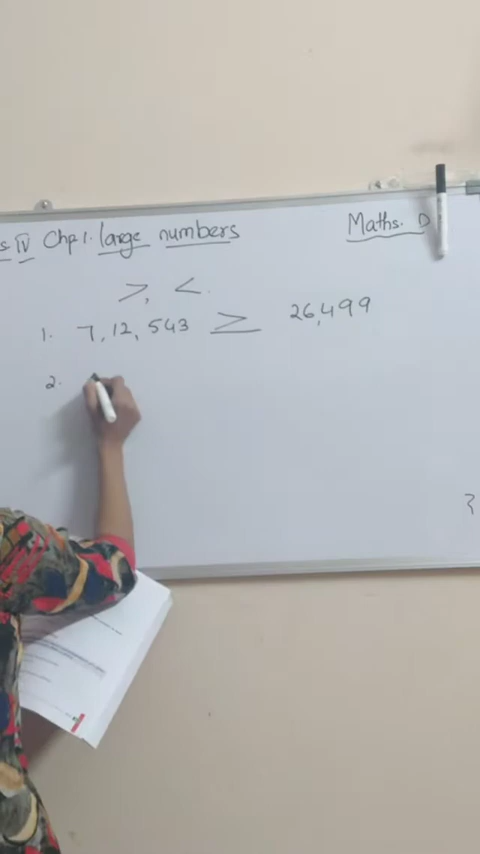 s IV Chp 1. large numbers
Maths. D
>, <.
1. 7,12,543 > 26,499
2.